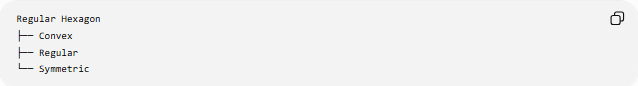 Regular Hexagon
├── Convex
├── Regular
└── Symmetric